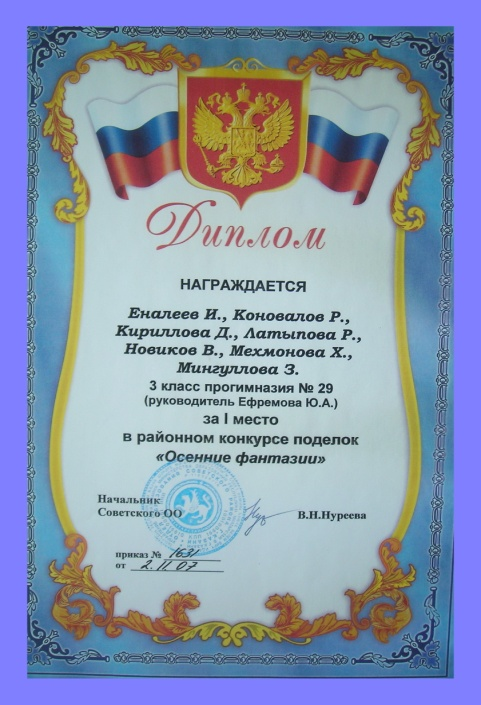 Диплом
НАГРАЖДАЕТСЯ
Еналеев И., Коновалов Р.,
Кириллова Д., Латыпова Р.,
Новиков В., Мехмонова Х.,
Мингуллова З.
3 класс прогимназия № 29
(руководитель Ефремова Ю.А.)
за I место
в районном конкурсе поделок
«Осенние фантазии»
Начальник
Советского ОО
В.Н.Нуреева
приказ № 1631
от 2.11.07